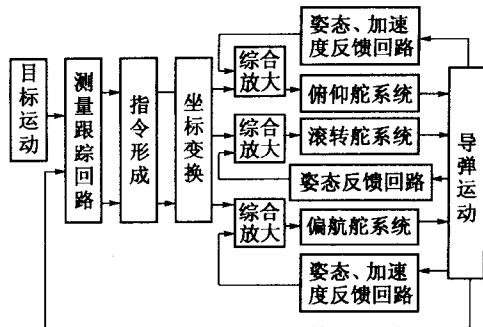 目标运动
测量跟踪回路
指令形成
坐标变换
姿态、加速
度反馈回路
综合
放大
俯仰舵系统
综合
放大
滚转舵系统
姿态反馈回路
综合
放大
偏航舵系统
姿态、加速
度反馈回路
导弹运动